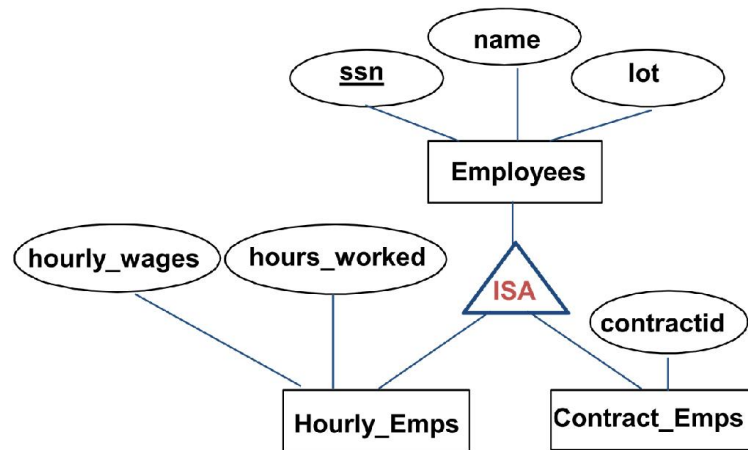 name
ssn
lot
Employees
hourly_wages
hours_worked
ISA
contractid
Hourly_Emps
Contract_Emps